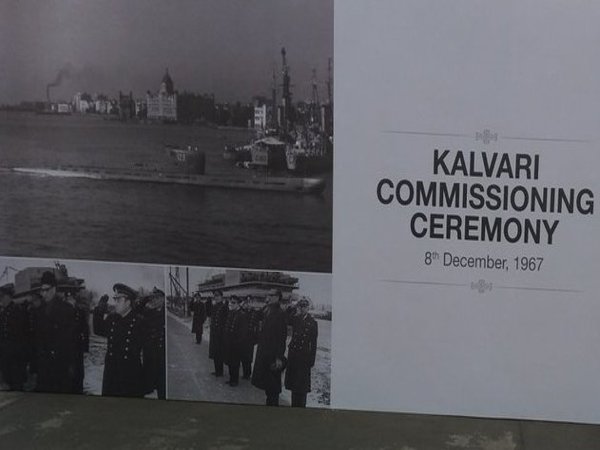 KALVARI
COMMISSIONING
CEREMONY
8th December, 1967